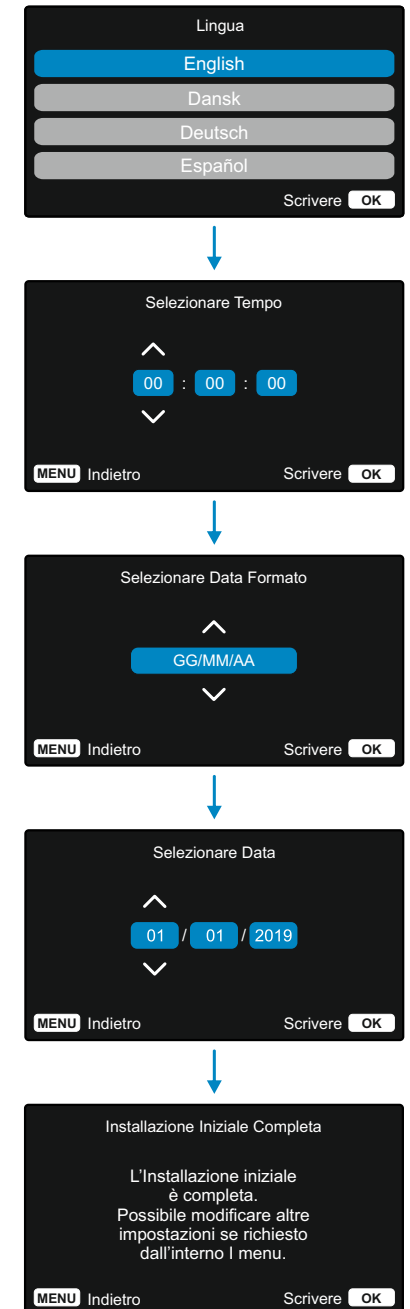 Lingua
English
Dansk
Deutsch
Español
Scrivere OK
Selezionare Tempo
00 : 00 : 00
MENU Indietro Scrivere OK
Selezionare Data Formato
GG/MM/AA
MENU Indietro Scrivere OK
Selezionare Data
01 / 01 / 2019
MENU Indietro Scrivere OK
Installazione Iniziale Completa
L'Installazione iniziale
è completa.
Possibile modificare altre
impostazioni se richiesto
dall'interno I menu.
MENU Indietro Scrivere OK